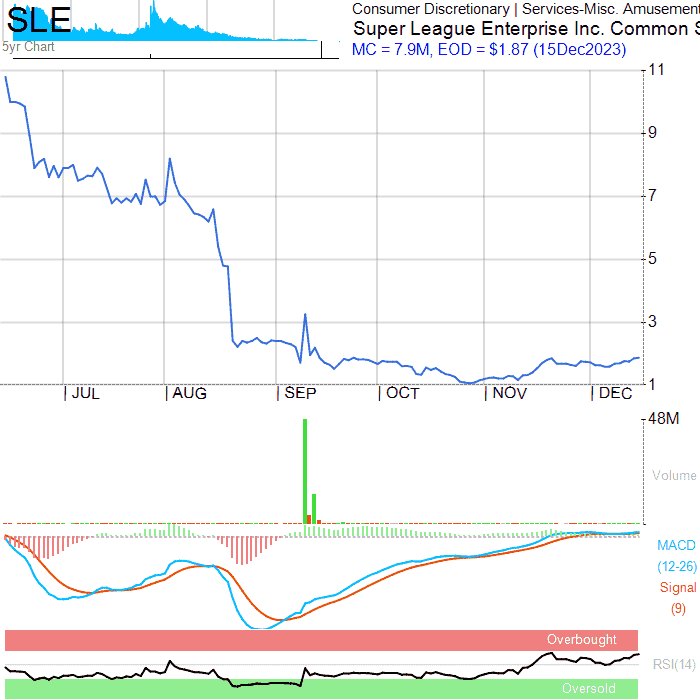 SLE
5yr Chart
Consumer Discretionary | Services-Misc. Amusement
Super League Enterprise Inc. Common S
MC = 7.9M, EOD = $1.87 (15Dec2023)
11
9
7
5
3
1
JUL AUG SEP OCT NOV DEC
48M
Volume
MACD
(12-26)
Signal
(9)
Overbought
RSI(14)
Oversold